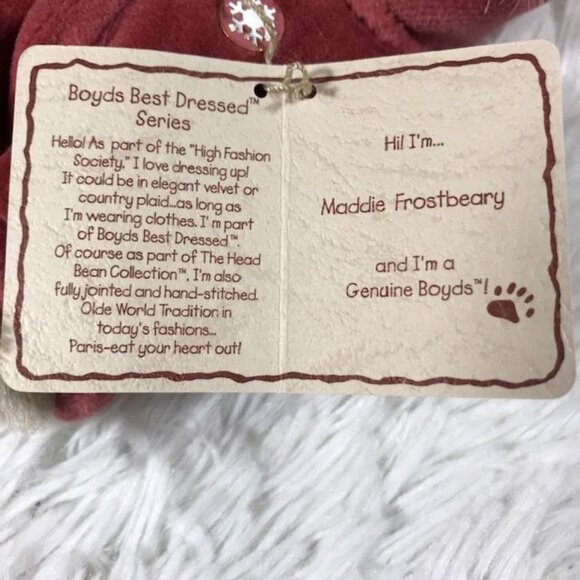 Boyds Best Dressed™
Series
Hello! As part of the "High Fashion
Society," I love dressing up!
It could be in elegant velvet or
country plaid...as long as
I'm wearing clothes. I'm part
of Boyds Best Dressed™.
Of course as part of The Head
Bean Collection™, I'm also
fully jointed and hand-stitched.
Olde World Tradition in
today's fashions...
Paris-eat your heart out!
Hi! I'm...
Maddie Frostbeary
and I'm a
Genuine Boyds™!